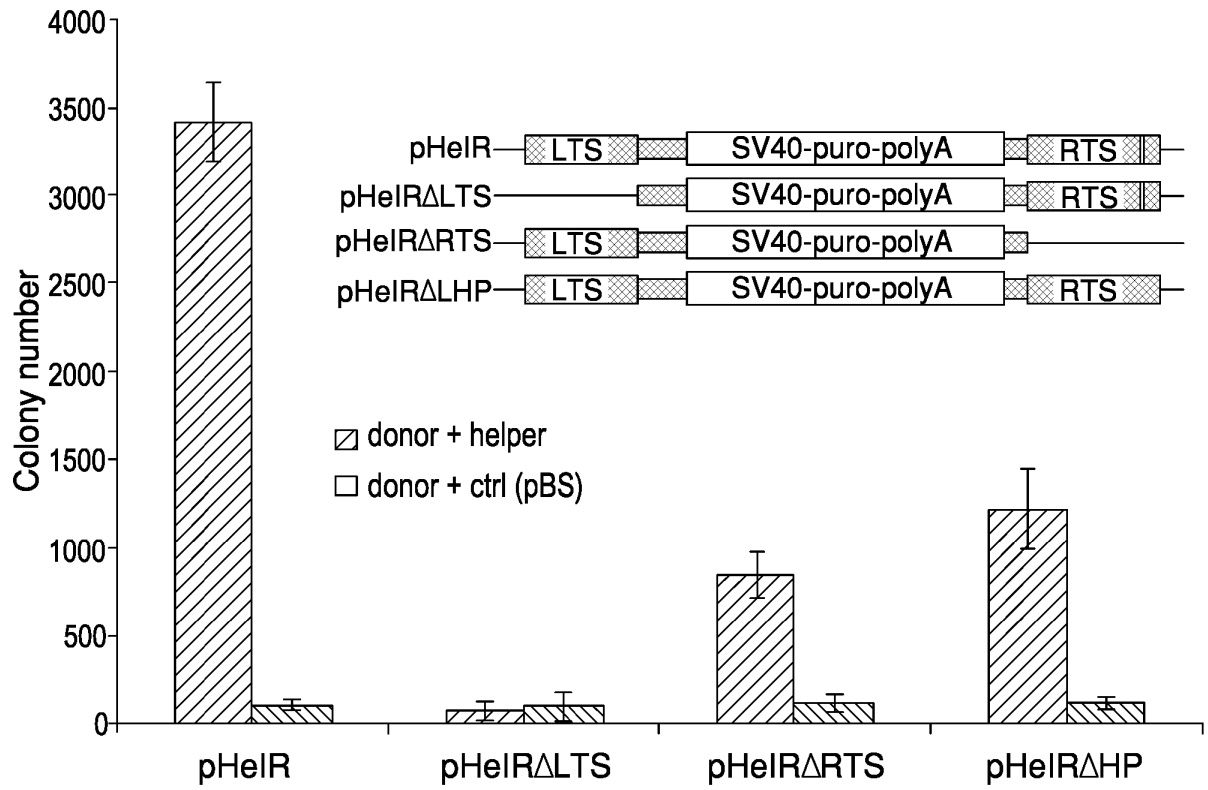 4000
3500
3000
2500
2000
1500
1000
500
0
Colony number
pHelR LTS SV40-puro-polyA RTS
pHelRΔLTS SV40-puro-polyA RTS
pHelRΔRTS LTS SV40-puro-polyA
pHelRΔLHP LTS SV40-puro-polyA RTS
donor + helper
donor + ctrl (pBS)
pHelR pHelRΔLTS pHelRΔRTS pHelRΔHP